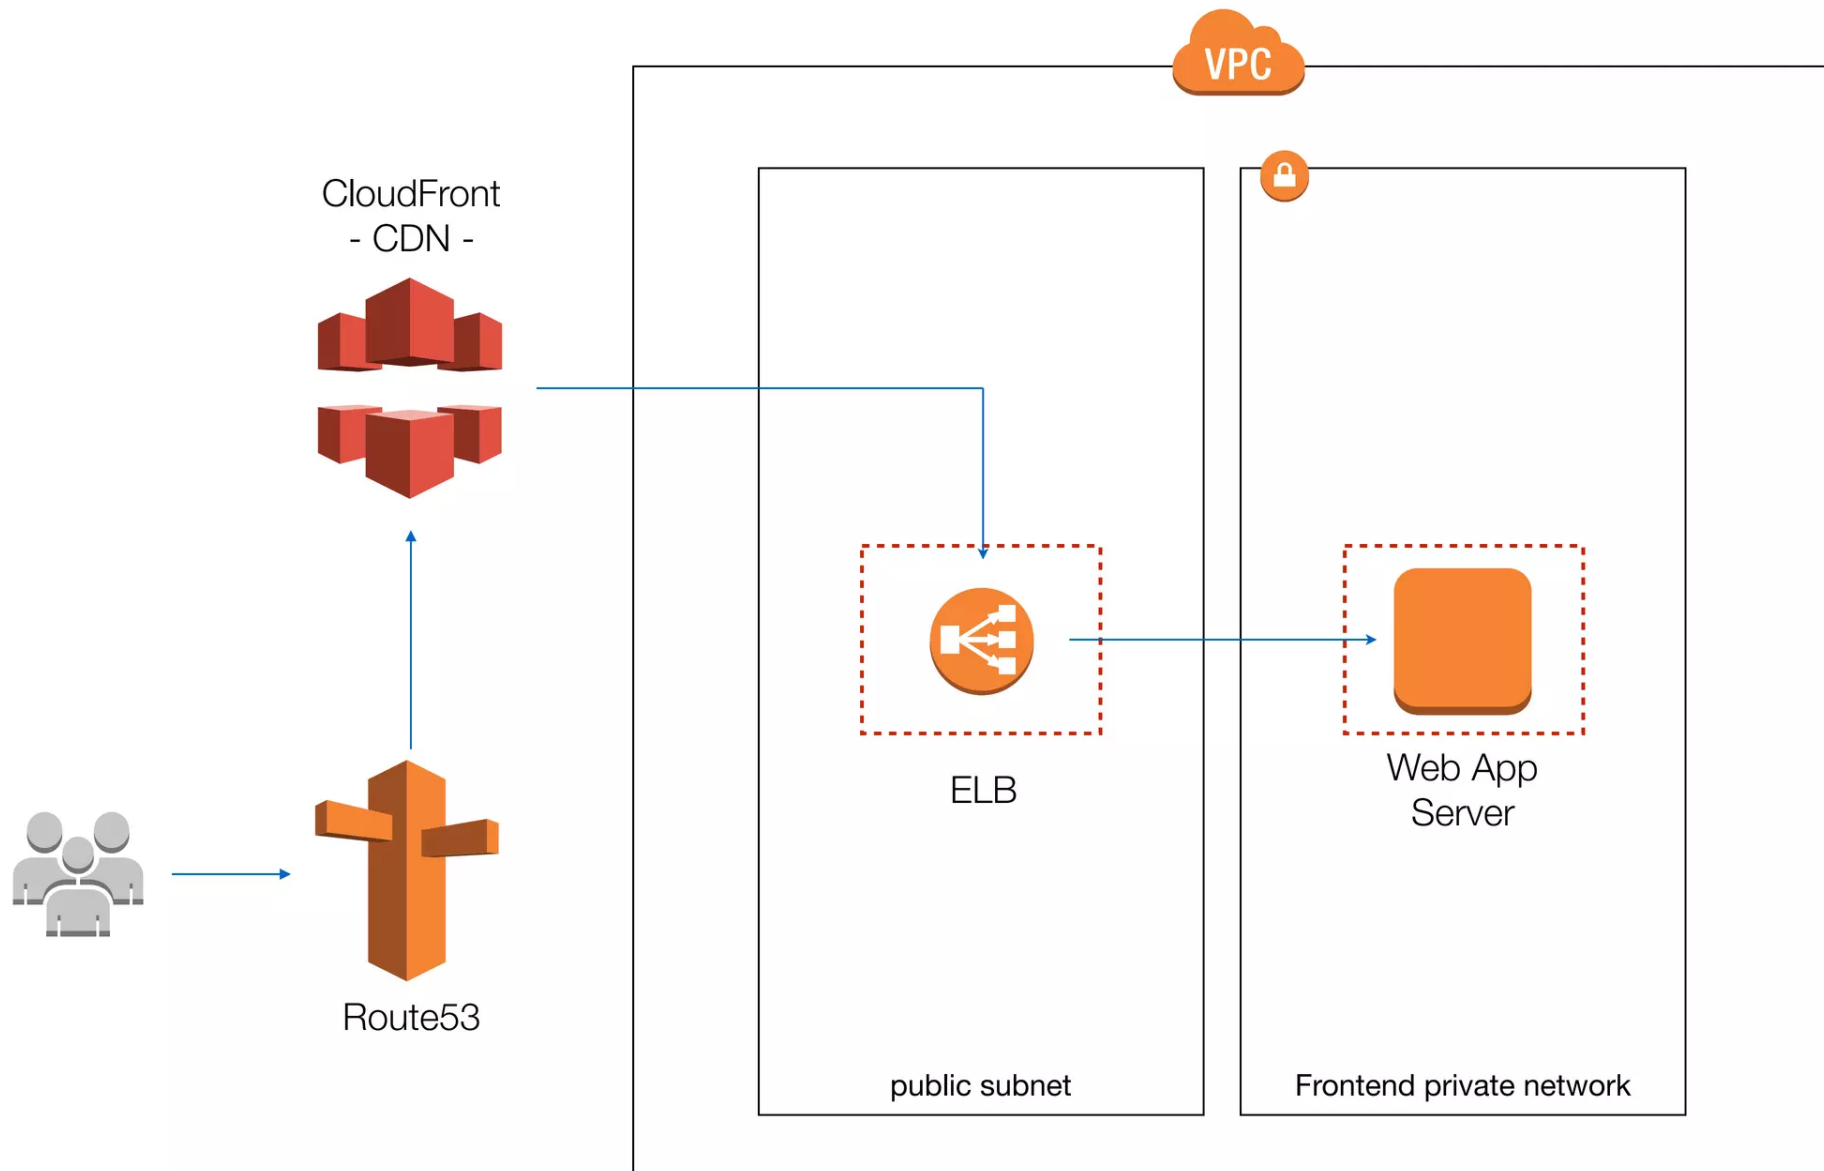 VPC
CloudFront
- CDN -
ELB
Web App
Server
Route53
public subnet
Frontend private network